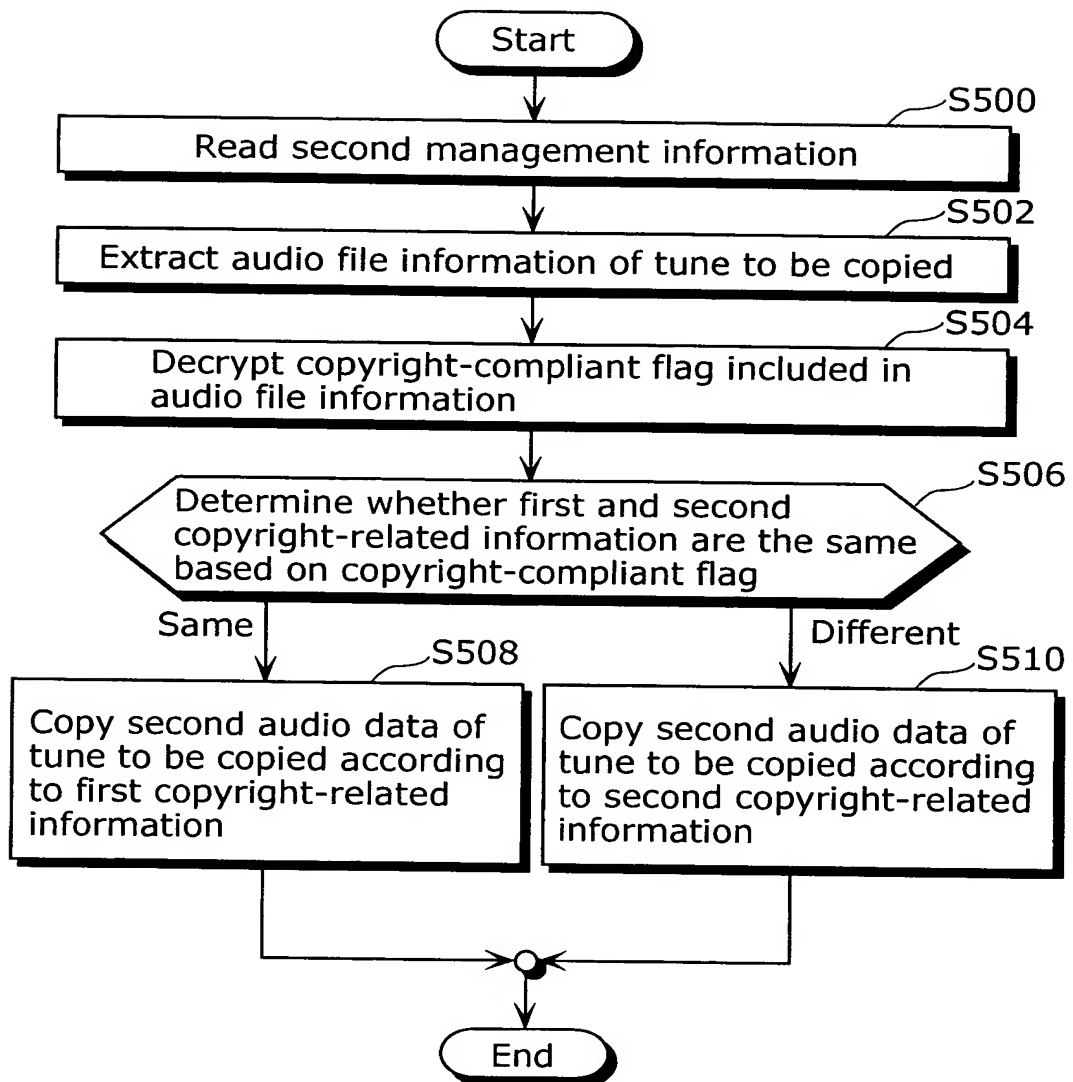 Start
S500
Read second management information
S502
Extract audio file information of tune to be copied
S504
Decrypt copyright-compliant flag included in
audio file information
S506
Determine whether first and second
copyright-related information are the same
based on copyright-compliant flag
Same
Different
S508
Copy second audio data of
tune to be copied according
to first copyright-related
information
S510
Copy second audio data of
tune to be copied according
to second copyright-related
information
End